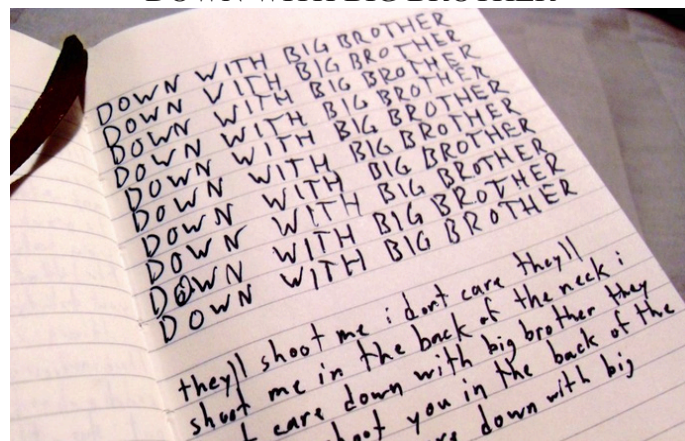 DOWN WITH BIG BROTHER
DOWN WITH BIG BROTHER
DOWN VITH BIG BROTHER
DOWN WITH BIG BROTHER
DOWN WITH BIG BROTHER
DOWN WITH BIG BROTHER
DOWN WITH BIG BROTHER
DOWN WITH BIG BROTHER
DOWN WITH BIG BROTHER
DOWN WITH BIG BROTHER
DOWN WITH BIG BROTHER
they'll shoot me i dont care they'll
shoot me in the back of the neck i
care down with big brother they
shoot you in the back of the
down with big